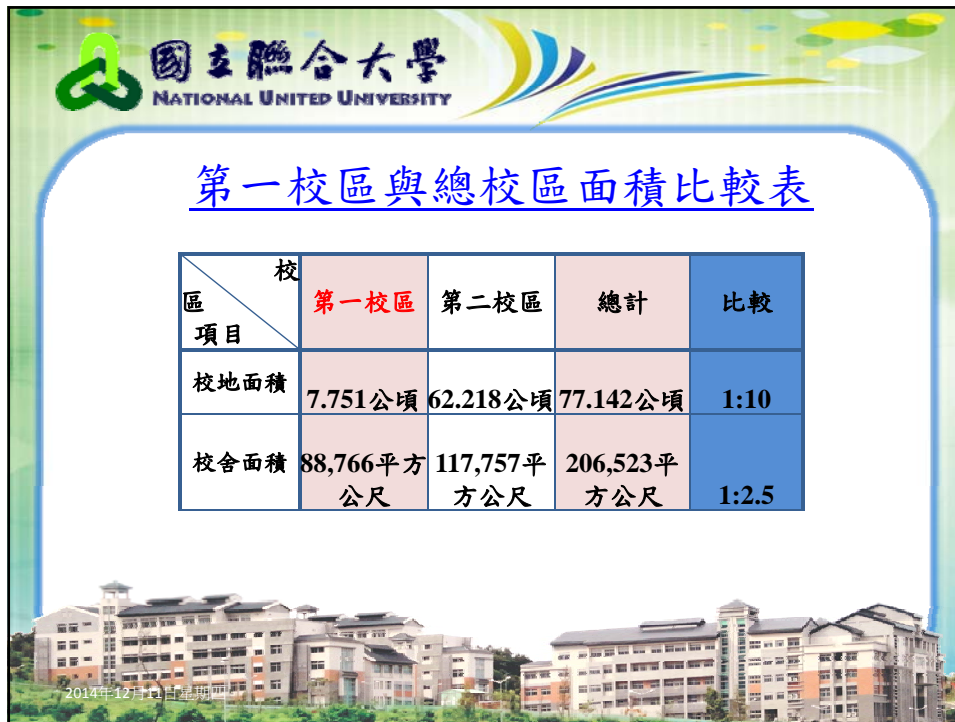 國立聯合大學
NATIONAL UNITED UNIVERSITY
第一校區與總校區面積比較表
校
區
項目
第一校區
第二校區
總計
比較
校地面積
7.751公頃
62.218公頃
77.142公頃
1:10
校舍面積
88,766平方
公尺
117,757平
方公尺
206,523平
方公尺
1:2.5
2014年12月11日星期四